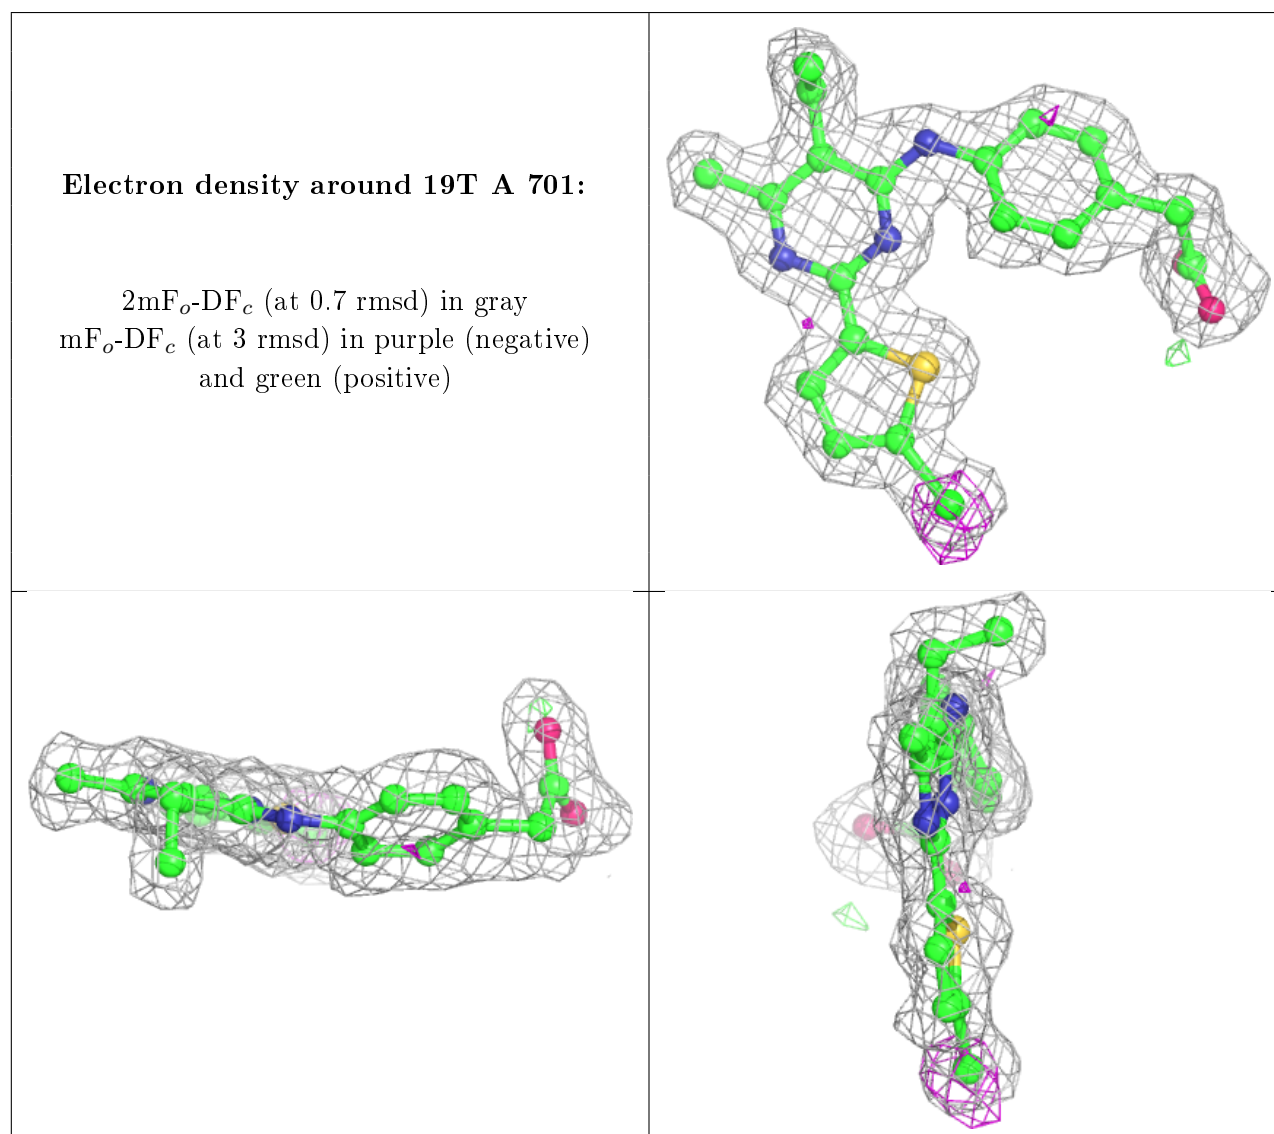 Electron density around 19T A 701:
2mFo-DFc (at 0.7 rmsd) in gray
mFo-DFc (at 3 rmsd) in purple (negative)
and green (positive)